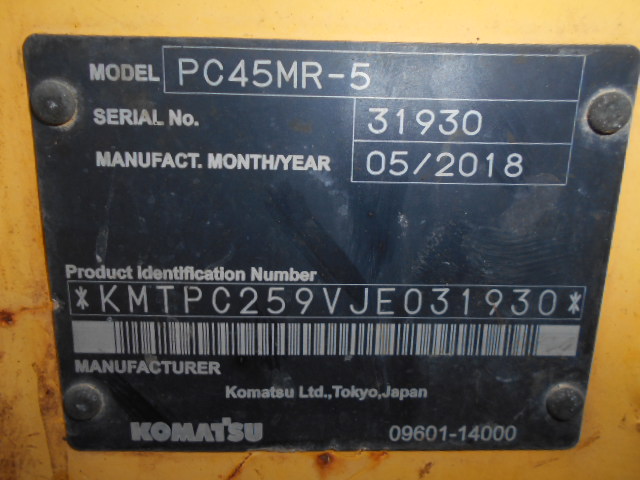 MODEL PC45MR-5
SERIAL No. 31930
MANUFACT. MONTH/YEAR 05/2018
Product Identification Number
*KMTPC259VJE031930*
MANUFACTURER
Komatsu Ltd.,Tokyo,Japan
KOMATSU 09601-14000